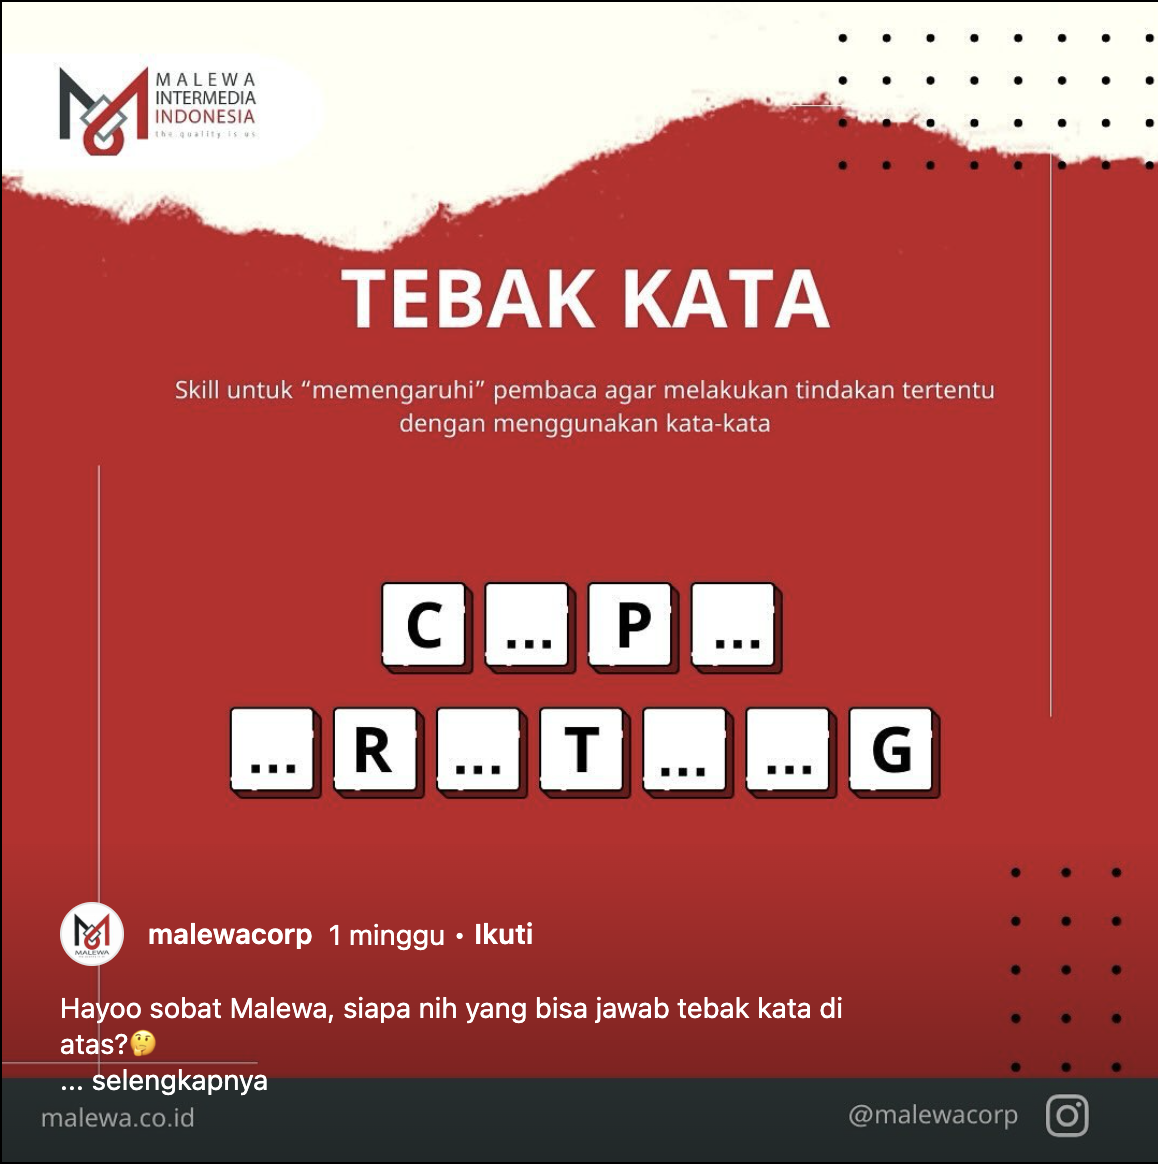 MALEWA
INTERMEDIA
INDONESIA
the quality is us
TEBAK KATA
Skill untuk “memengaruhi” pembaca agar melakukan tindakan tertentu
dengan menggunakan kata-kata
C ... P ...
... R ... T ... ... G
MALEWA
malewacorp 1 minggu • Ikuti
Hayoo sobat Malewa, siapa nih yang bisa jawab tebak kata di
atas?🤔
... selengkapnya
malewa.co.id
@malewacorp